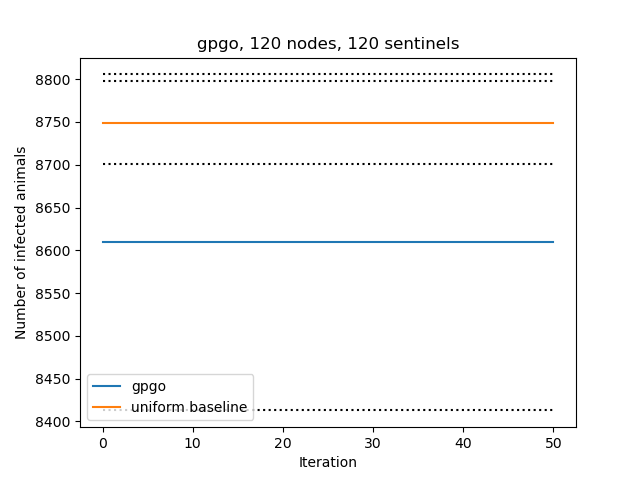 gpgo, 120 nodes, 120 sentinels
Number of infected animals
8800
8750
8700
8650
8600
8550
8500
8450
8400
gpgo
uniform baseline
0 10 20 30 40 50
Iteration